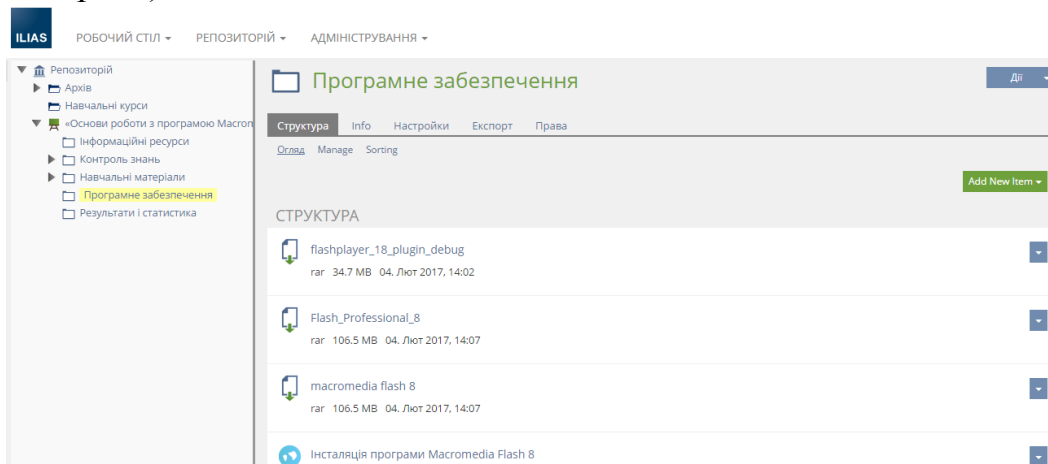 ILIAS РОБОЧИЙ СТІЛ РЕПОЗИТОРІЙ АДМІНІСТРУВАННЯ
Репозиторій
Архів
Навчальні курси
«Основи роботи з програмою Macron
Інформаційні ресурси
Контроль знань
Навчальні матеріали
Програмне забезпечення
Результати і статистика
Програмне забезпечення
Дії
Структура Info Настройки Експорт Права
Огляд Manage Sorting
Add New Item
СТРУКТУРА
flashplayer_18_plugin_debug
rar 34.7 MB 04. Лют 2017, 14:02
Flash_Professional_8
rar 106.5 MB 04. Лют 2017, 14:07
macromedia flash 8
rar 106.5 MB 04. Лют 2017, 14:07
Інсталяція програми Macromedia Flash 8